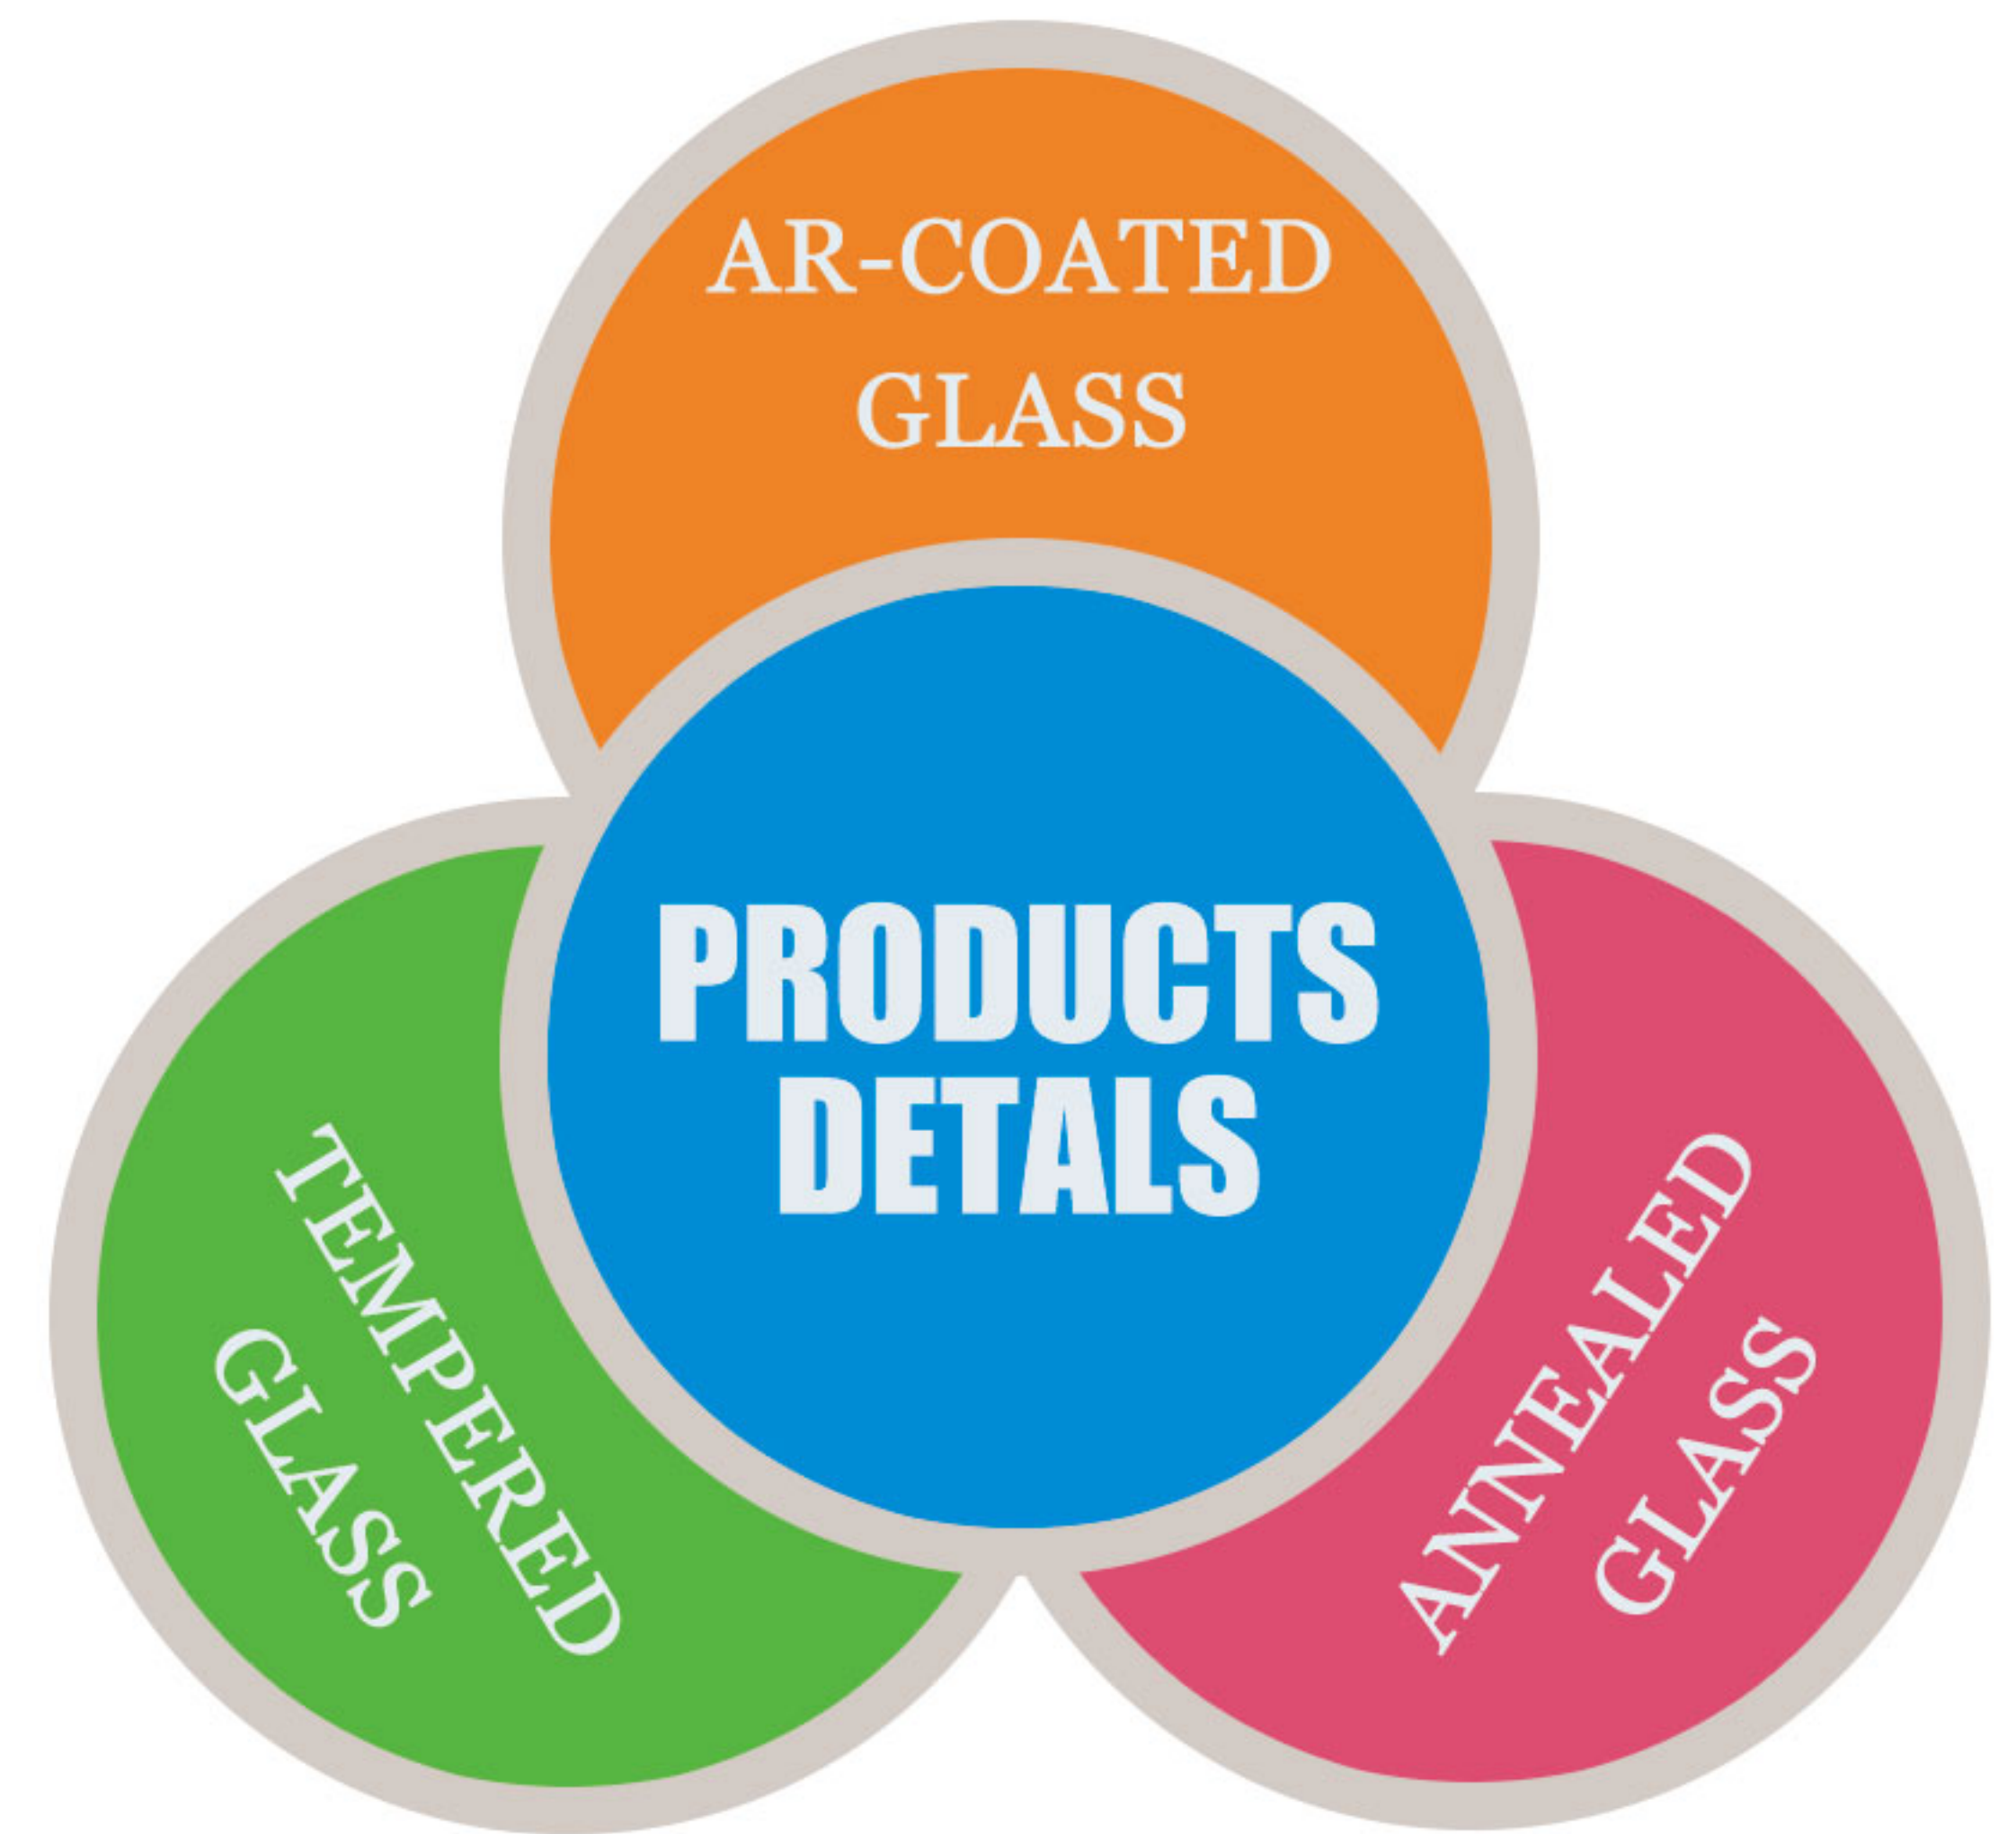 AR-COATED
GLASS
PRODUCTS
DETALS
TEMPERED
GLASS
ANNEALED
GLASS